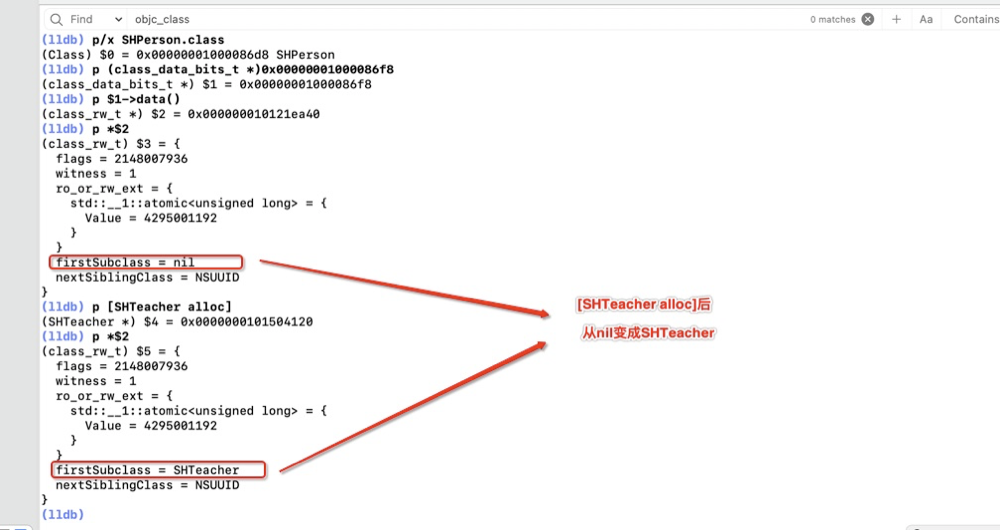 Find objc_class 0 matches + Aa Contains
(lldb) p/x SHPerson.class
(Class) $0 = 0x00000001000086d8 SHPerson
(lldb) p (class_data_bits_t *)0x00000001000086f8
(class_data_bits_t *) $1 = 0x00000001000086f8
(lldb) p $1->data()
(class_rw_t *) $2 = 0x000000010121ea40
(lldb) p *$2
(class_rw_t) $3 = {
  flags = 2148007936
  witness = 1
  ro_or_rw_ext = {
    std::__1::atomic<unsigned long> = {
      Value = 4295001192
    }
  }
  firstSubclass = nil
  nextSiblingClass = NSUUID
}
(lldb) p [SHTeacher alloc]
(SHTeacher *) $4 = 0x0000000101504120
(lldb) p *$2
(class_rw_t) $5 = {
  flags = 2148007936
  witness = 1
  ro_or_rw_ext = {
    std::__1::atomic<unsigned long> = {
      Value = 4295001192
    }
  }
  firstSubclass = SHTeacher
  nextSiblingClass = NSUUID
}
(lldb)
[SHTeacher alloc]后
从nil变成SHTeacher